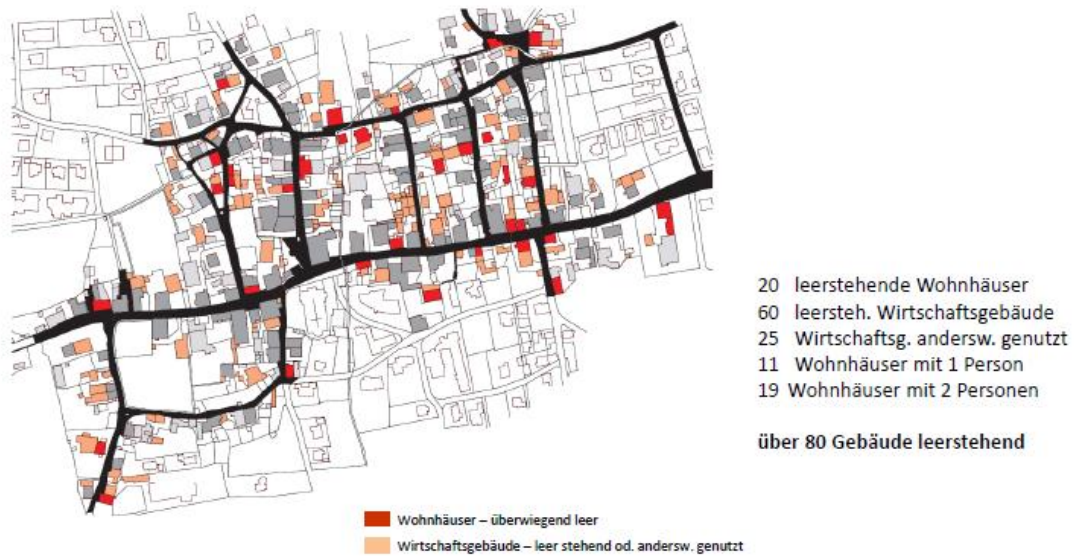 20 leerstehende Wohnhäuser
60 leersteh. Wirtschaftsgebäude
25 Wirtschaftsg. andersw. genutzt
11 Wohnhäuser mit 1 Person
19 Wohnhäuser mit 2 Personen
über 80 Gebäude leerstehend
Wohnhäuser – überwiegend leer
Wirtschaftsgebäude – leer stehend od. andersw. genutzt